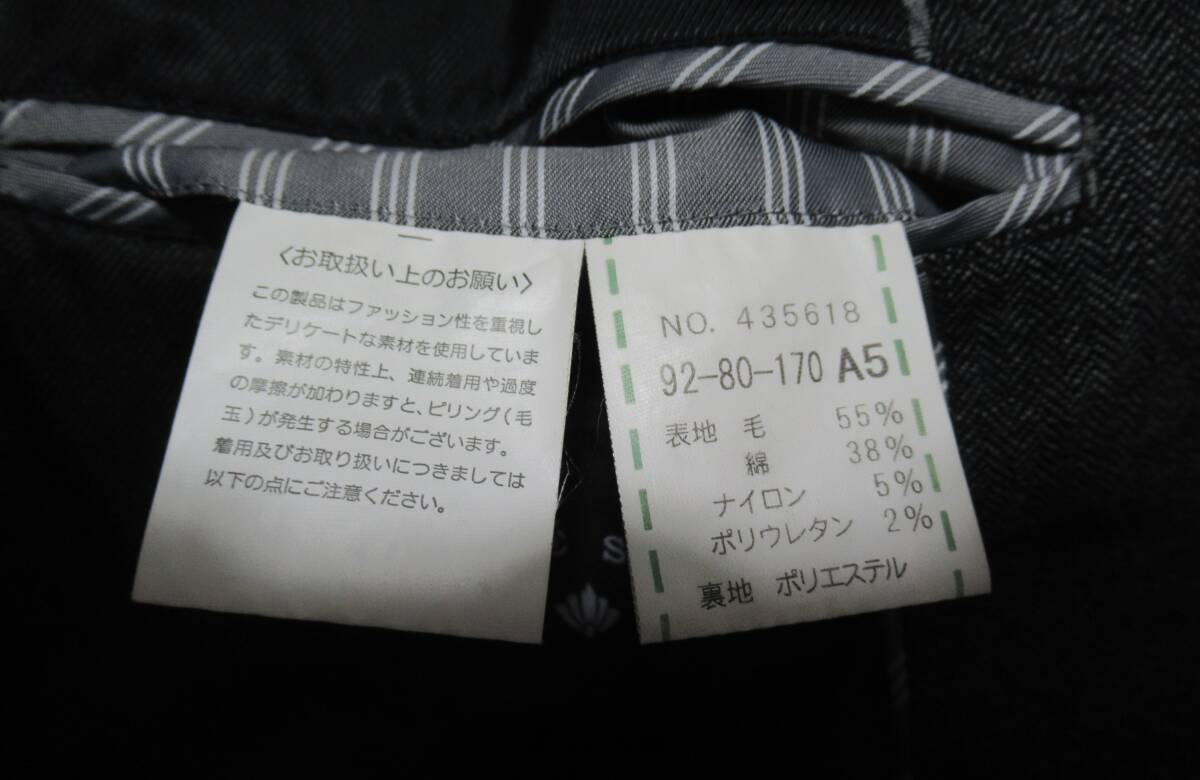 〈お取扱い上のお願い〉
この製品はファッション性を重視し
たデリケートな素材を使用していま
す。素材の特性上、連続着用や過度
の摩擦が加わりますと、ピリング(毛
玉)が発生する場合がございます。
着用及びお取り扱いにつきましては
以下の点にご注意ください。
NO. 435618
92-80-170 A5
表地 毛 55%
綿 38%
ナイロン 5%
ポリウレタン 2%
裏地 ポリエステル